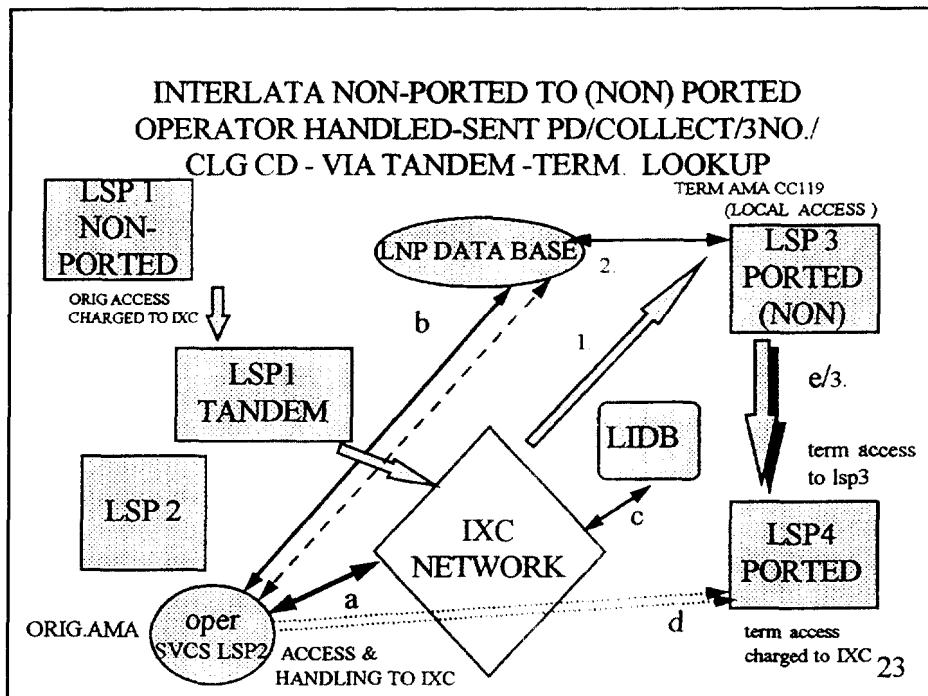 INTERLATA NON-PORTED TO (NON) PORTED
OPERATOR HANDLED-SENT PD/COLLECT/3NO./
CLG CD - VIA TANDEM -TERM. LOOKUP
TERM AMA CC119
(LOCAL ACCESS )
LSP 1
NON-
PORTED
LNP DATA BASE
2.
LSP 3
PORTED
(NON)
ORIG ACCESS
CHARGED TO IXC
b
1.
LSP1
TANDEM
e/3.
LIDB
term access
to lsp3
LSP 2
IXC
NETWORK
c
LSP4
PORTED
a
oper
SVCS LSP2
ORIG.AMA
d
ACCESS &
HANDLING TO IXC
term access
charged to IXC
23